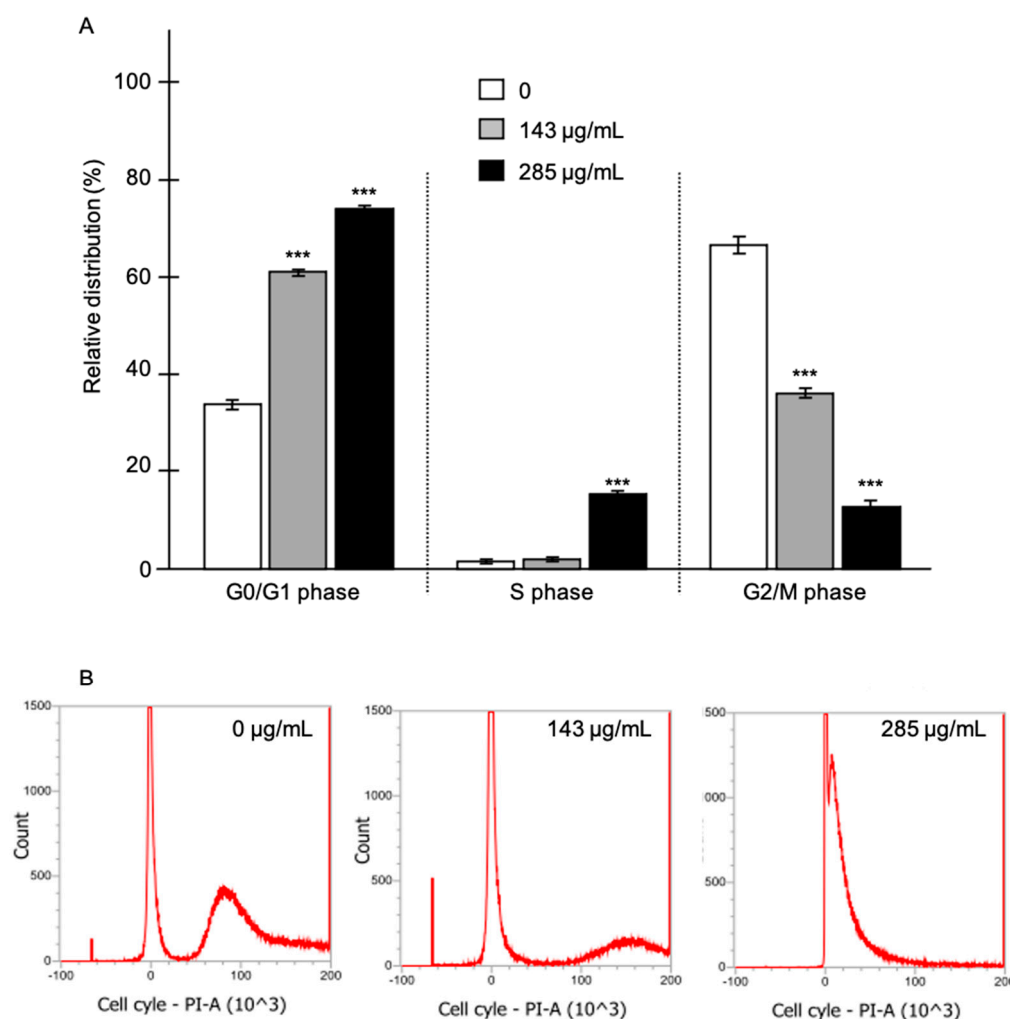 A
Relative distribution (%)
100
80
60
40
20
0
0
143 µg/mL
285 µg/mL
***
***
***
***
***
G0/G1 phase
S phase
G2/M phase
B
1500
1000
500
0
Count
0 µg/mL
-100
0
100
200
Cell cyle - PI-A (10^3)
1500
1000
500
0
Count
143 µg/mL
-100
0
100
200
Cell cyle - PI-A (10^3)
500
000
500
0
285 µg/mL
-100
0
100
200
Cell cyle - PI-A (10^3)